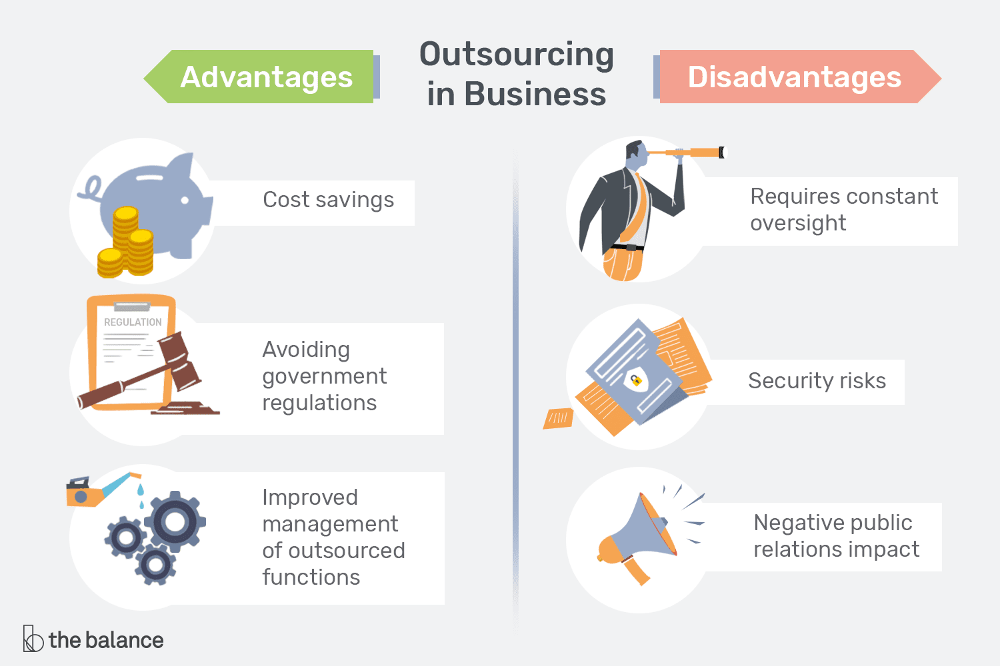 Outsourcing
in Business
Advantages
Cost savings
REGULATION
Avoiding
government
regulations
Improved
management
of outsourced
functions
Disadvantages
Requires constant
oversight
Security risks
Negative public
relations impact
the balance